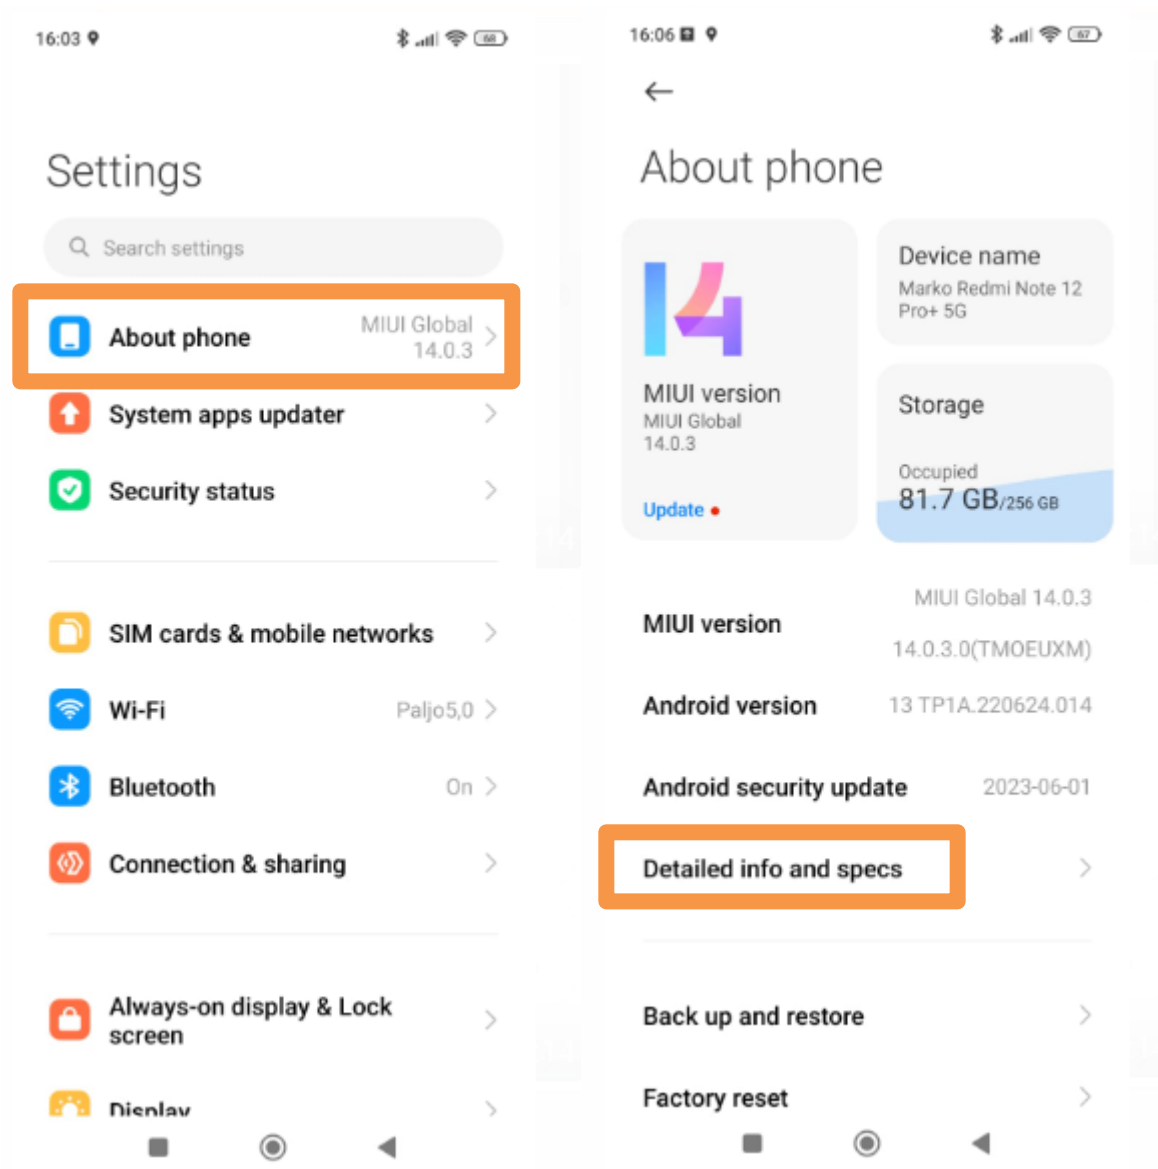 16:03
68
Settings
Search settings
About phone
MIUI Global
14.0.3
System apps updater
Security status
SIM cards & mobile networks
Wi-Fi
Paljo5,0
Bluetooth
On
Connection & sharing
Always-on display & Lock
screen
Display
16:06
67
About phone
MIUI version
MIUI Global
14.0.3
Update
Device name
Marko Redmi Note 12
Pro+ 5G
Storage
Occupied
81.7 GB/256 GB
MIUI version
MIUI Global 14.0.3
14.0.3.0(TMOEUXM)
Android version
13 TP1A.220624.014
Android security update
2023-06-01
Detailed info and specs
Back up and restore
Factory reset